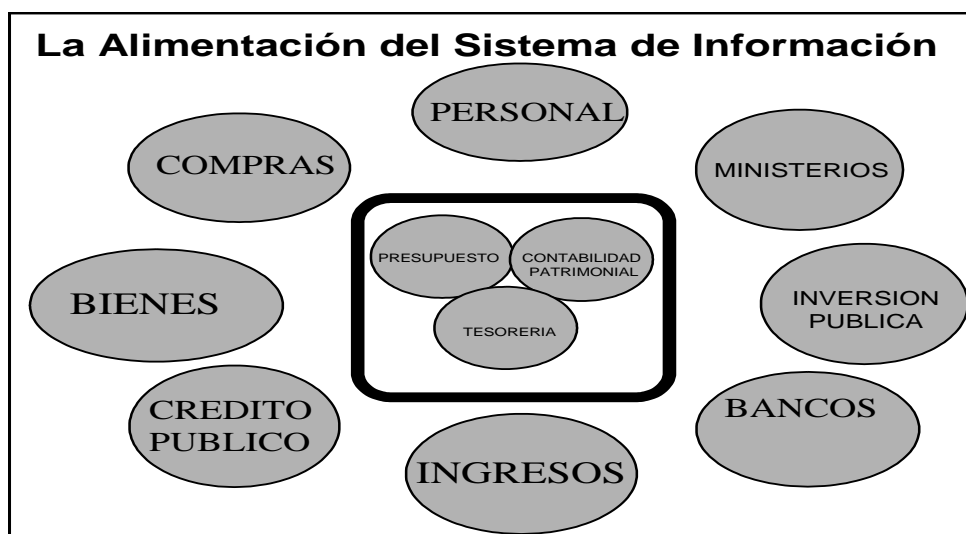 La Alimentación del Sistema de Información
PERSONAL
COMPRAS
MINISTERIOS
PRESUPUESTO
CONTABILIDAD
PATRIMONIAL
TESORERIA
BIENES
INVERSION
PUBLICA
CREDITO
PUBLICO
BANCOS
INGRESOS